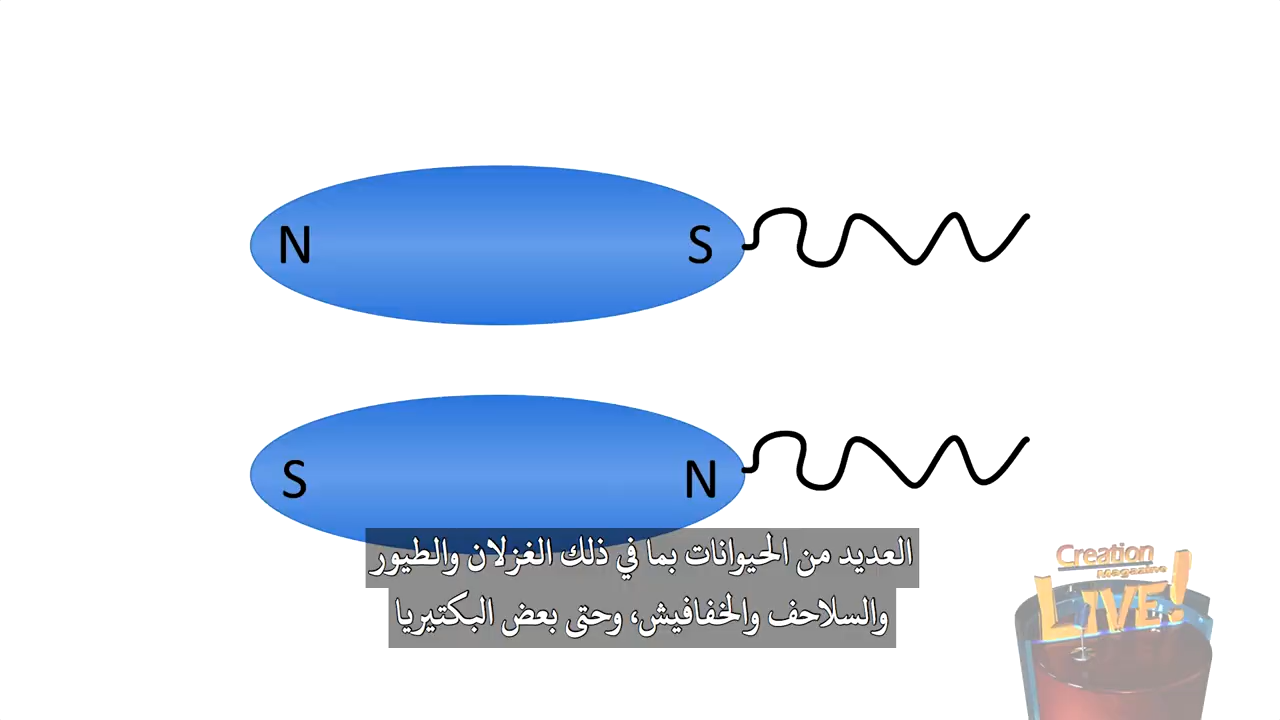 N S
S N
العديد من الحيوانات بما في ذلك الغزلان والطيور
والسلاحف والخفافيش، وحتى بعض البكتيريا
Creation
Magazine
LIVE!